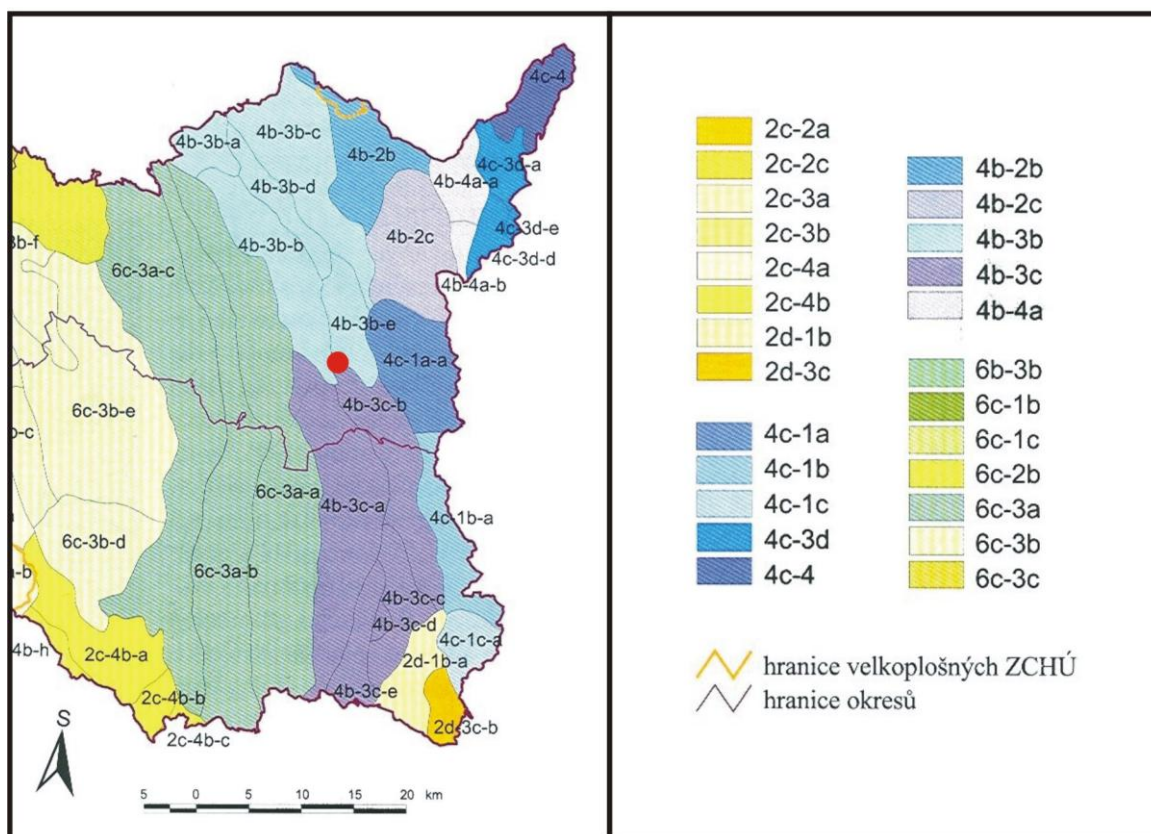 4c-4
4b-3b-a
4b-3b-c
4b-2b
4c-3d-a
4b-4a-a
4b-3b-d
3b-f
6c-3a-c
4b-3b-b
4b-2c
4c-3d-e
4c-3d-d
4b-4a-b
4b-3b-e
4c-1a-a
6c-3b-e
4b-3c-b
6c-3a-a
4b-3c-a
4c-1b-a
6c-3b-d
6c-3a-b
4b-3c-c
4b-3c-d
4c-1c-a
4b-h
2c-4b-a
2d-1b-a
2c-4b-b
4b-3c-e
2d-3c-b
2c-4b-c
S
5 0 5 10 15 20 km
2c-2a
2c-2c
2c-3a
2c-3b
2c-4a
2c-4b
2d-1b
2d-3c
4c-1a
4c-1b
4c-1c
4c-3d
4c-4
4b-2b
4b-2c
4b-3b
4b-3c
4b-4a
6b-3b
6c-1b
6c-1c
6c-2b
6c-3a
6c-3b
6c-3c
hranice velkoplošných ZCHÚ
hranice okresů